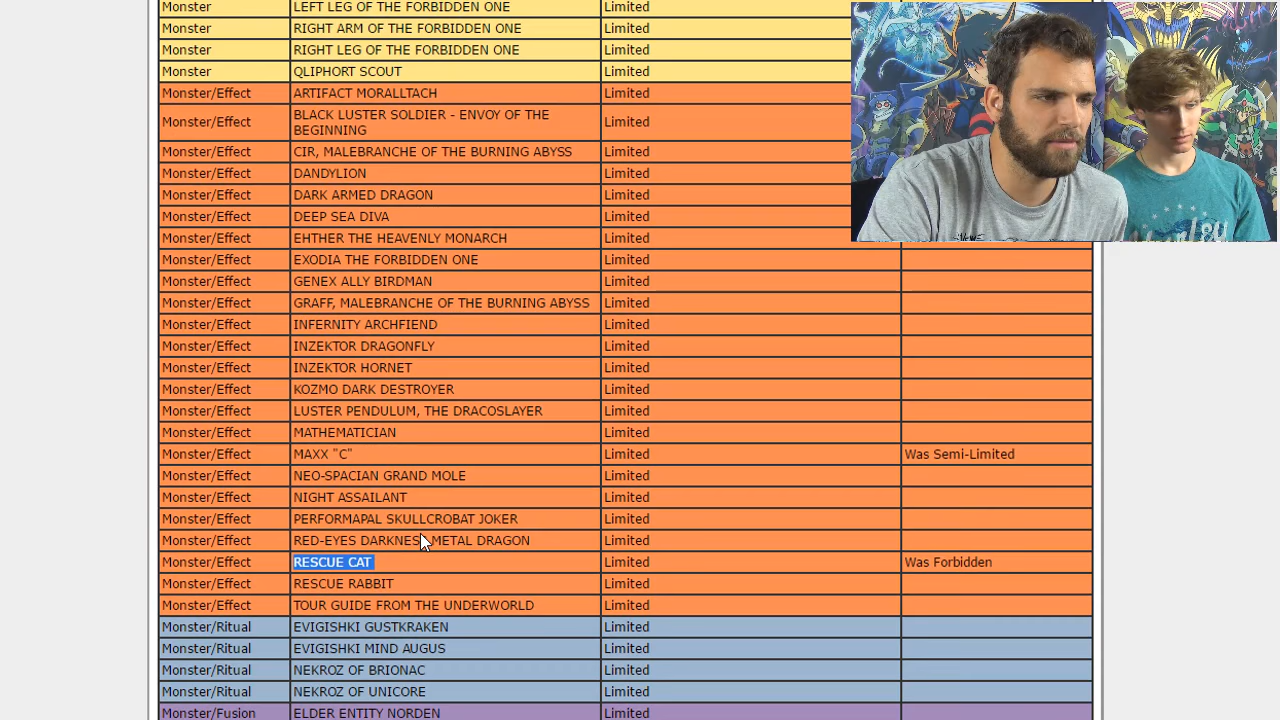 Monster LEFT LEG OF THE FORBIDDEN ONE Limited
Monster RIGHT ARM OF THE FORBIDDEN ONE Limited
Monster RIGHT LEG OF THE FORBIDDEN ONE Limited
Monster QLIPHORT SCOUT Limited
Monster/Effect ARTIFACT MORALLTACH Limited
Monster/Effect BLACK LUSTER SOLDIER - ENVOY OF THE
BEGINNING Limited
Monster/Effect CIR, MALEBRANCHE OF THE BURNING ABYSS Limited
Monster/Effect DANDYLION Limited
Monster/Effect DARK ARMED DRAGON Limited
Monster/Effect DEEP SEA DIVA Limited
Monster/Effect EHTHER THE HEAVENLY MONARCH Limited
Monster/Effect EXODIA THE FORBIDDEN ONE Limited
Monster/Effect GENEX ALLY BIRDMAN Limited
Monster/Effect GRAFF, MALEBRANCHE OF THE BURNING ABYSS Limited
Monster/Effect INFERNITY ARCHFIEND Limited
Monster/Effect INZEKTOR DRAGONFLY Limited
Monster/Effect INZEKTOR HORNET Limited
Monster/Effect KOZMO DARK DESTROYER Limited
Monster/Effect LUSTER PENDULUM, THE DRACOSLAYER Limited
Monster/Effect MATHEMATICIAN Limited
Monster/Effect MAXX "C" Limited Was Semi-Limited
Monster/Effect NEO-SPACIAN GRAND MOLE Limited
Monster/Effect NIGHT ASSAILANT Limited
Monster/Effect PERFORMAPAL SKULLCROBAT JOKER Limited
Monster/Effect RED-EYES DARKNESS METAL DRAGON Limited
Monster/Effect RESCUE CAT Limited Was Forbidden
Monster/Effect RESCUE RABBIT Limited
Monster/Effect TOUR GUIDE FROM THE UNDERWORLD Limited
Monster/Ritual EVIGISHKI GUSTKRAKEN Limited
Monster/Ritual EVIGISHKI MIND AUGUS Limited
Monster/Ritual NEKROZ OF BRIONAC Limited
Monster/Ritual NEKROZ OF UNICORE Limited
Monster/Fusion ELDER ENTITY NORDEN Limited